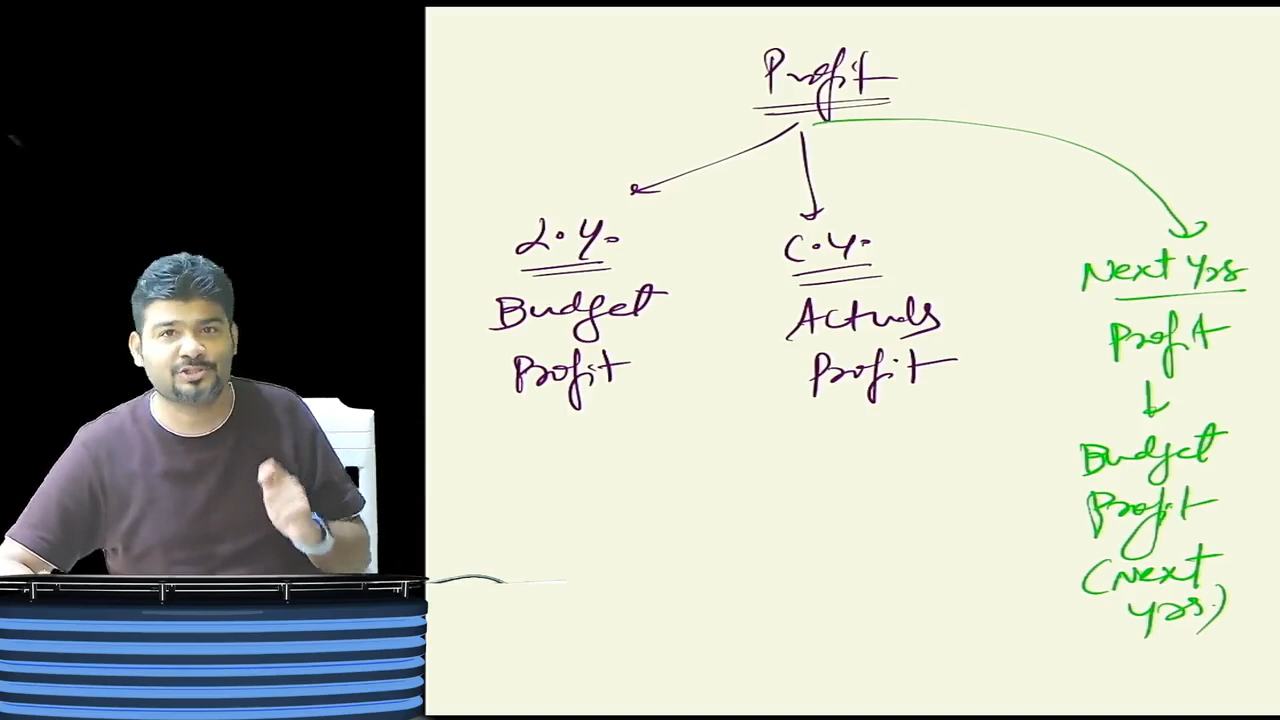 Profit
L.Y.
Budget
Profit
C.Y.
Actuals
Profit
Next Yrs
Profit
Budget
Profit
(Next
yrs.)